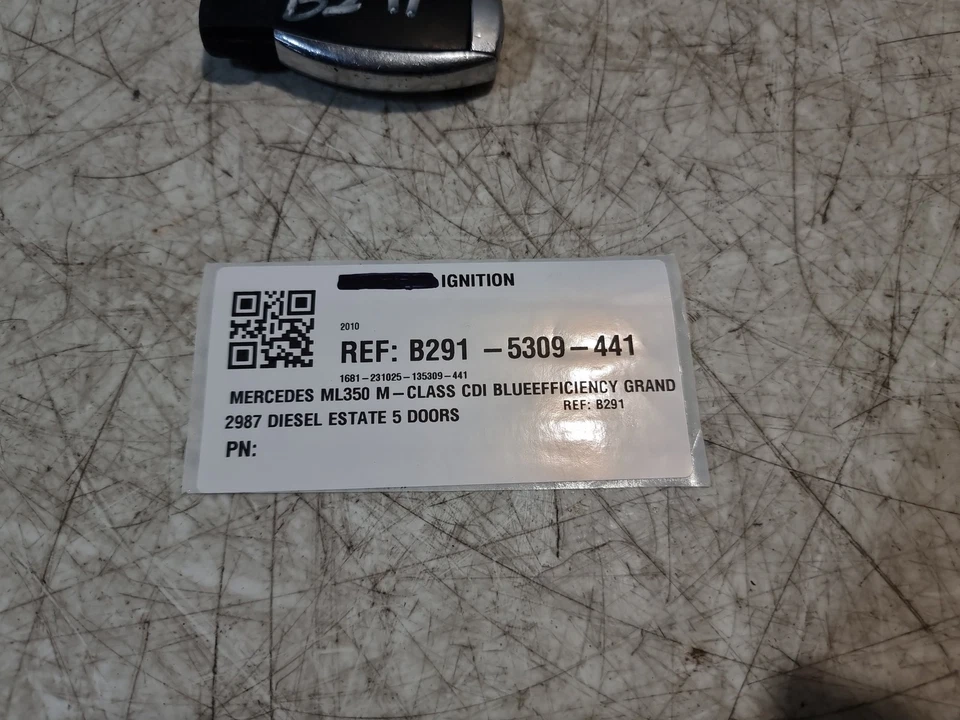 IGNITION
2010
REF: B291 -5309-441
1681-231025-135309-441
MERCEDES ML350 M-CLASS CDI BLUEEFFICIENCY GRAND
REF: B291
2987 DIESEL ESTATE 5 DOORS
PN: